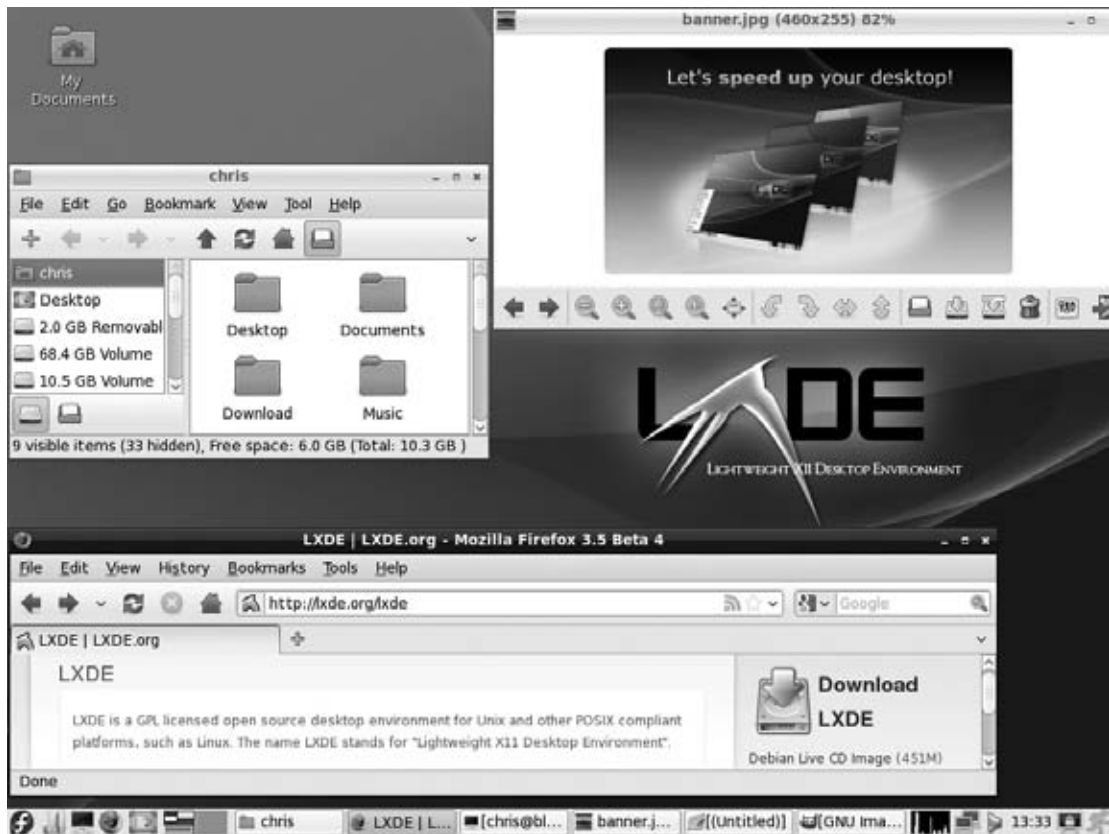 My
Documents
banner.jpg (460x255) 82%
Let's speed up your desktop!
chris
File Edit Go Bookmark View Tool Help
chris
Desktop
2.0 GB Removabl
68.4 GB Volume
10.5 GB Volume
Desktop
Documents
Download
Music
9 visible items (33 hidden), Free space: 6.0 GB (Total: 10.3 GB )
LXDE
LIGHTWEIGHT X11 DESKTOP ENVIRONMENT
LXDE | LXDE.org - Mozilla Firefox 3.5 Beta 4
File Edit View History Bookmarks Tools Help
http://lxde.org/lxde
Google
LXDE | LXDE.org
LXDE
LXDE is a GPL licensed open source desktop environment for Unix and other POSIX compliant
platforms, such as Linux. The name LXDE stands for "Lightweight X11 Desktop Environment".
Download
LXDE
Debian Live CD Image (451M)
Done
chris
LXDE | L...
[chris@bl...
banner.j...
[(Untitled)]
[GNU Ima...
13:33